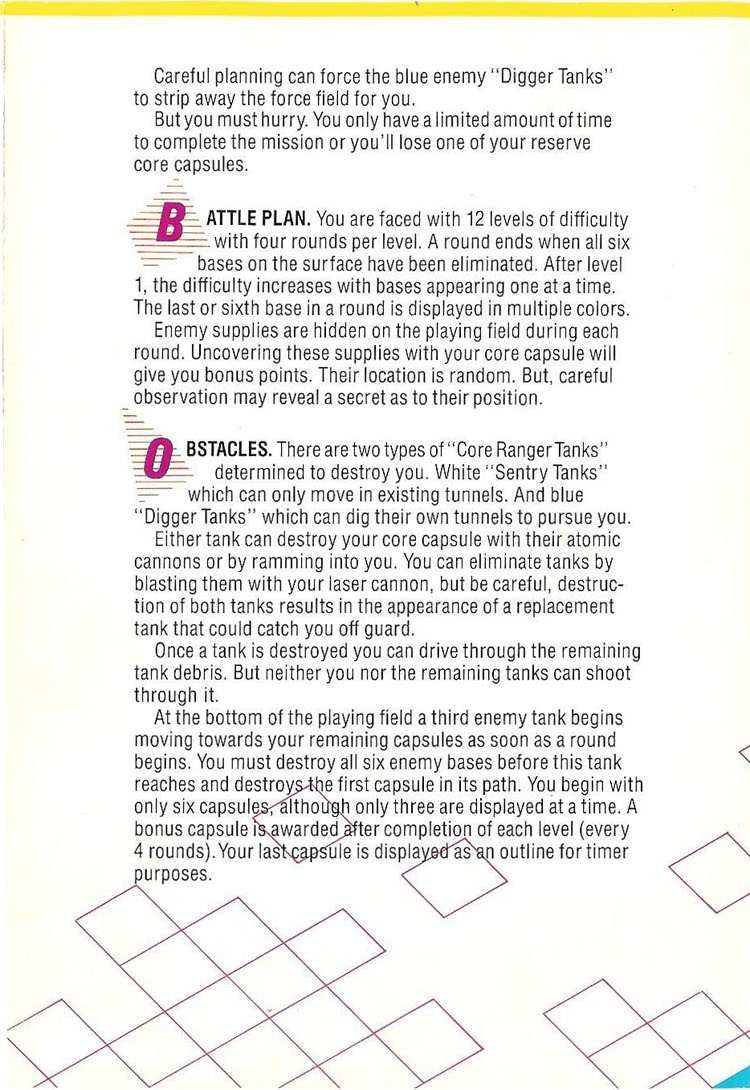 Careful planning can force the blue enemy "Digger Tanks"
to strip away the force field for you.
But you must hurry. You only have a limited amount of time
to complete the mission or you'll lose one of your reserve
core capsules.
BATTLE PLAN. You are faced with 12 levels of difficulty
with four rounds per level. A round ends when all six
bases on the surface have been eliminated. After level
1, the difficulty increases with bases appearing one at a time.
The last or sixth base in a round is displayed in multiple colors.
Enemy supplies are hidden on the playing field during each
round. Uncovering these supplies with your core capsule will
give you bonus points. Their location is random. But, careful
observation may reveal a secret as to their position.
OBSTACLES. There are two types of "Core Ranger Tanks"
determined to destroy you. White "Sentry Tanks"
which can only move in existing tunnels. And blue
"Digger Tanks" which can dig their own tunnels to pursue you.
Either tank can destroy your core capsule with their atomic
cannons or by ramming into you. You can eliminate tanks by
blasting them with your laser cannon, but be careful, destruc-
tion of both tanks results in the appearance of a replacement
tank that could catch you off guard.
Once a tank is destroyed you can drive through the remaining
tank debris. But neither you nor the remaining tanks can shoot
through it.
At the bottom of the playing field a third enemy tank begins
moving towards your remaining capsules as soon as a round
begins. You must destroy all six enemy bases before this tank
reaches and destroys the first capsule in its path. You begin with
only six capsules, although only three are displayed at a time. A
bonus capsule is awarded after completion of each level (every
4 rounds). Your last capsule is displayed as an outline for timer
purposes.